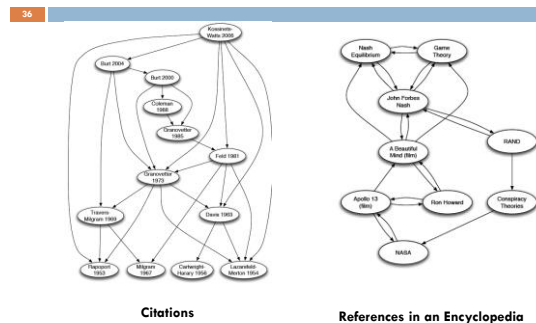 36
Kossinets-
Watts 2006
Burt 2004
Burt 2000
Coleman
1988
Granovetter
1985
Feld 1981
Granovetter
1973
Travers-
Milgram 1969
Davis 1963
Rapoport
1953
Milgram
1967
Cartwright-
Harary 1956
Lazarsfeld-
Merton 1954
Citations
Nash
Equilibrium
Game
Theory
John Forbes
Nash
RAND
A Beautiful
Mind (film)
Apollo 13
(film)
Ron Howard
Conspiracy
Theories
NASA
References in an Encyclopedia